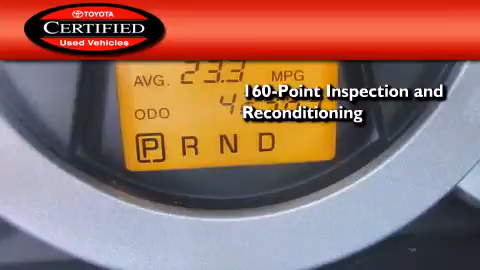 TOYOTA
CERTIFIED
Used Vehicles
AVG. 23.3 MPG
160-Point Inspection and
ODO
Reconditioning
P R N D